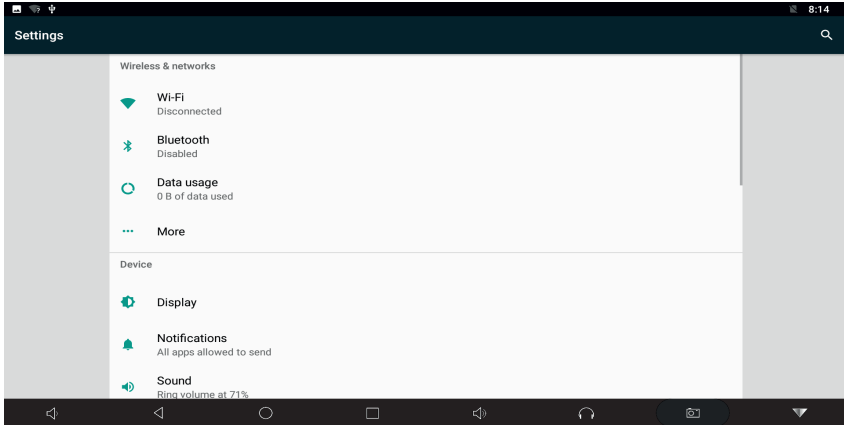 8:14
Settings
Wireless & networks
Wi-Fi
Disconnected
Bluetooth
Disabled
Data usage
0 B of data used
More
Device
Display
Notifications
All apps allowed to send
Sound
Ring volume at 71%